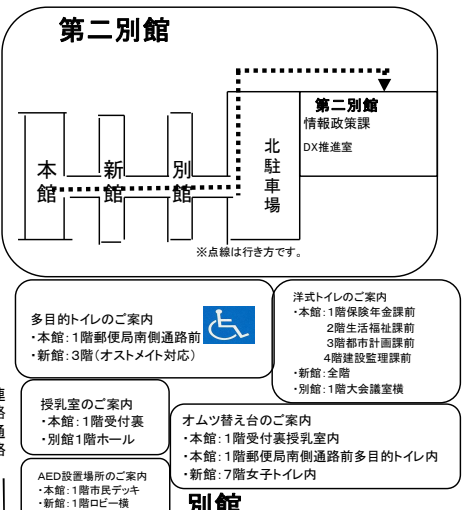 第二別館
第二別館
情報政策課
DX推進室
本館
新館
別館
北駐車場
※点線は行き方です。
多目的トイレのご案内
・本館：1階郵便局南側通路前
・新館：3階(オストメイト対応)
洋式トイレのご案内
・本館：1階保険年金課前
2階生活福祉課前
3階都市計画課前
4階建設監理課前
・新館：全階
・別館：1階大会議室横
連絡通路
授乳室のご案内
・本館：1階受付裏
・別館1階ホール
オムツ替え台のご案内
・本館：1階受付裏授乳室内
・本館：1階郵便局南側通路前多目的トイレ内
・新館：7階女子トイレ内
AED設置場所のご案内
・本館：1階市民デッキ
・新館：1階ロビー横
別館